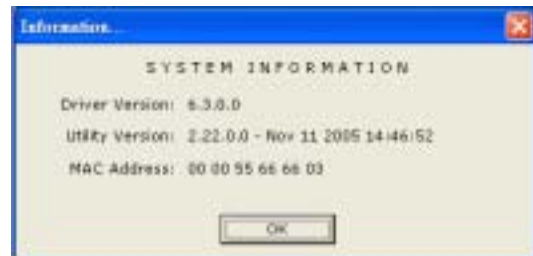 Information...
SYSTEM INFORMATION
Driver Version: 6.3.0.0
Utility Version: 2.22.0.0 - Nov 11 2005 14:46:52
MAC Address: 00 00 55 66 66 03
OK